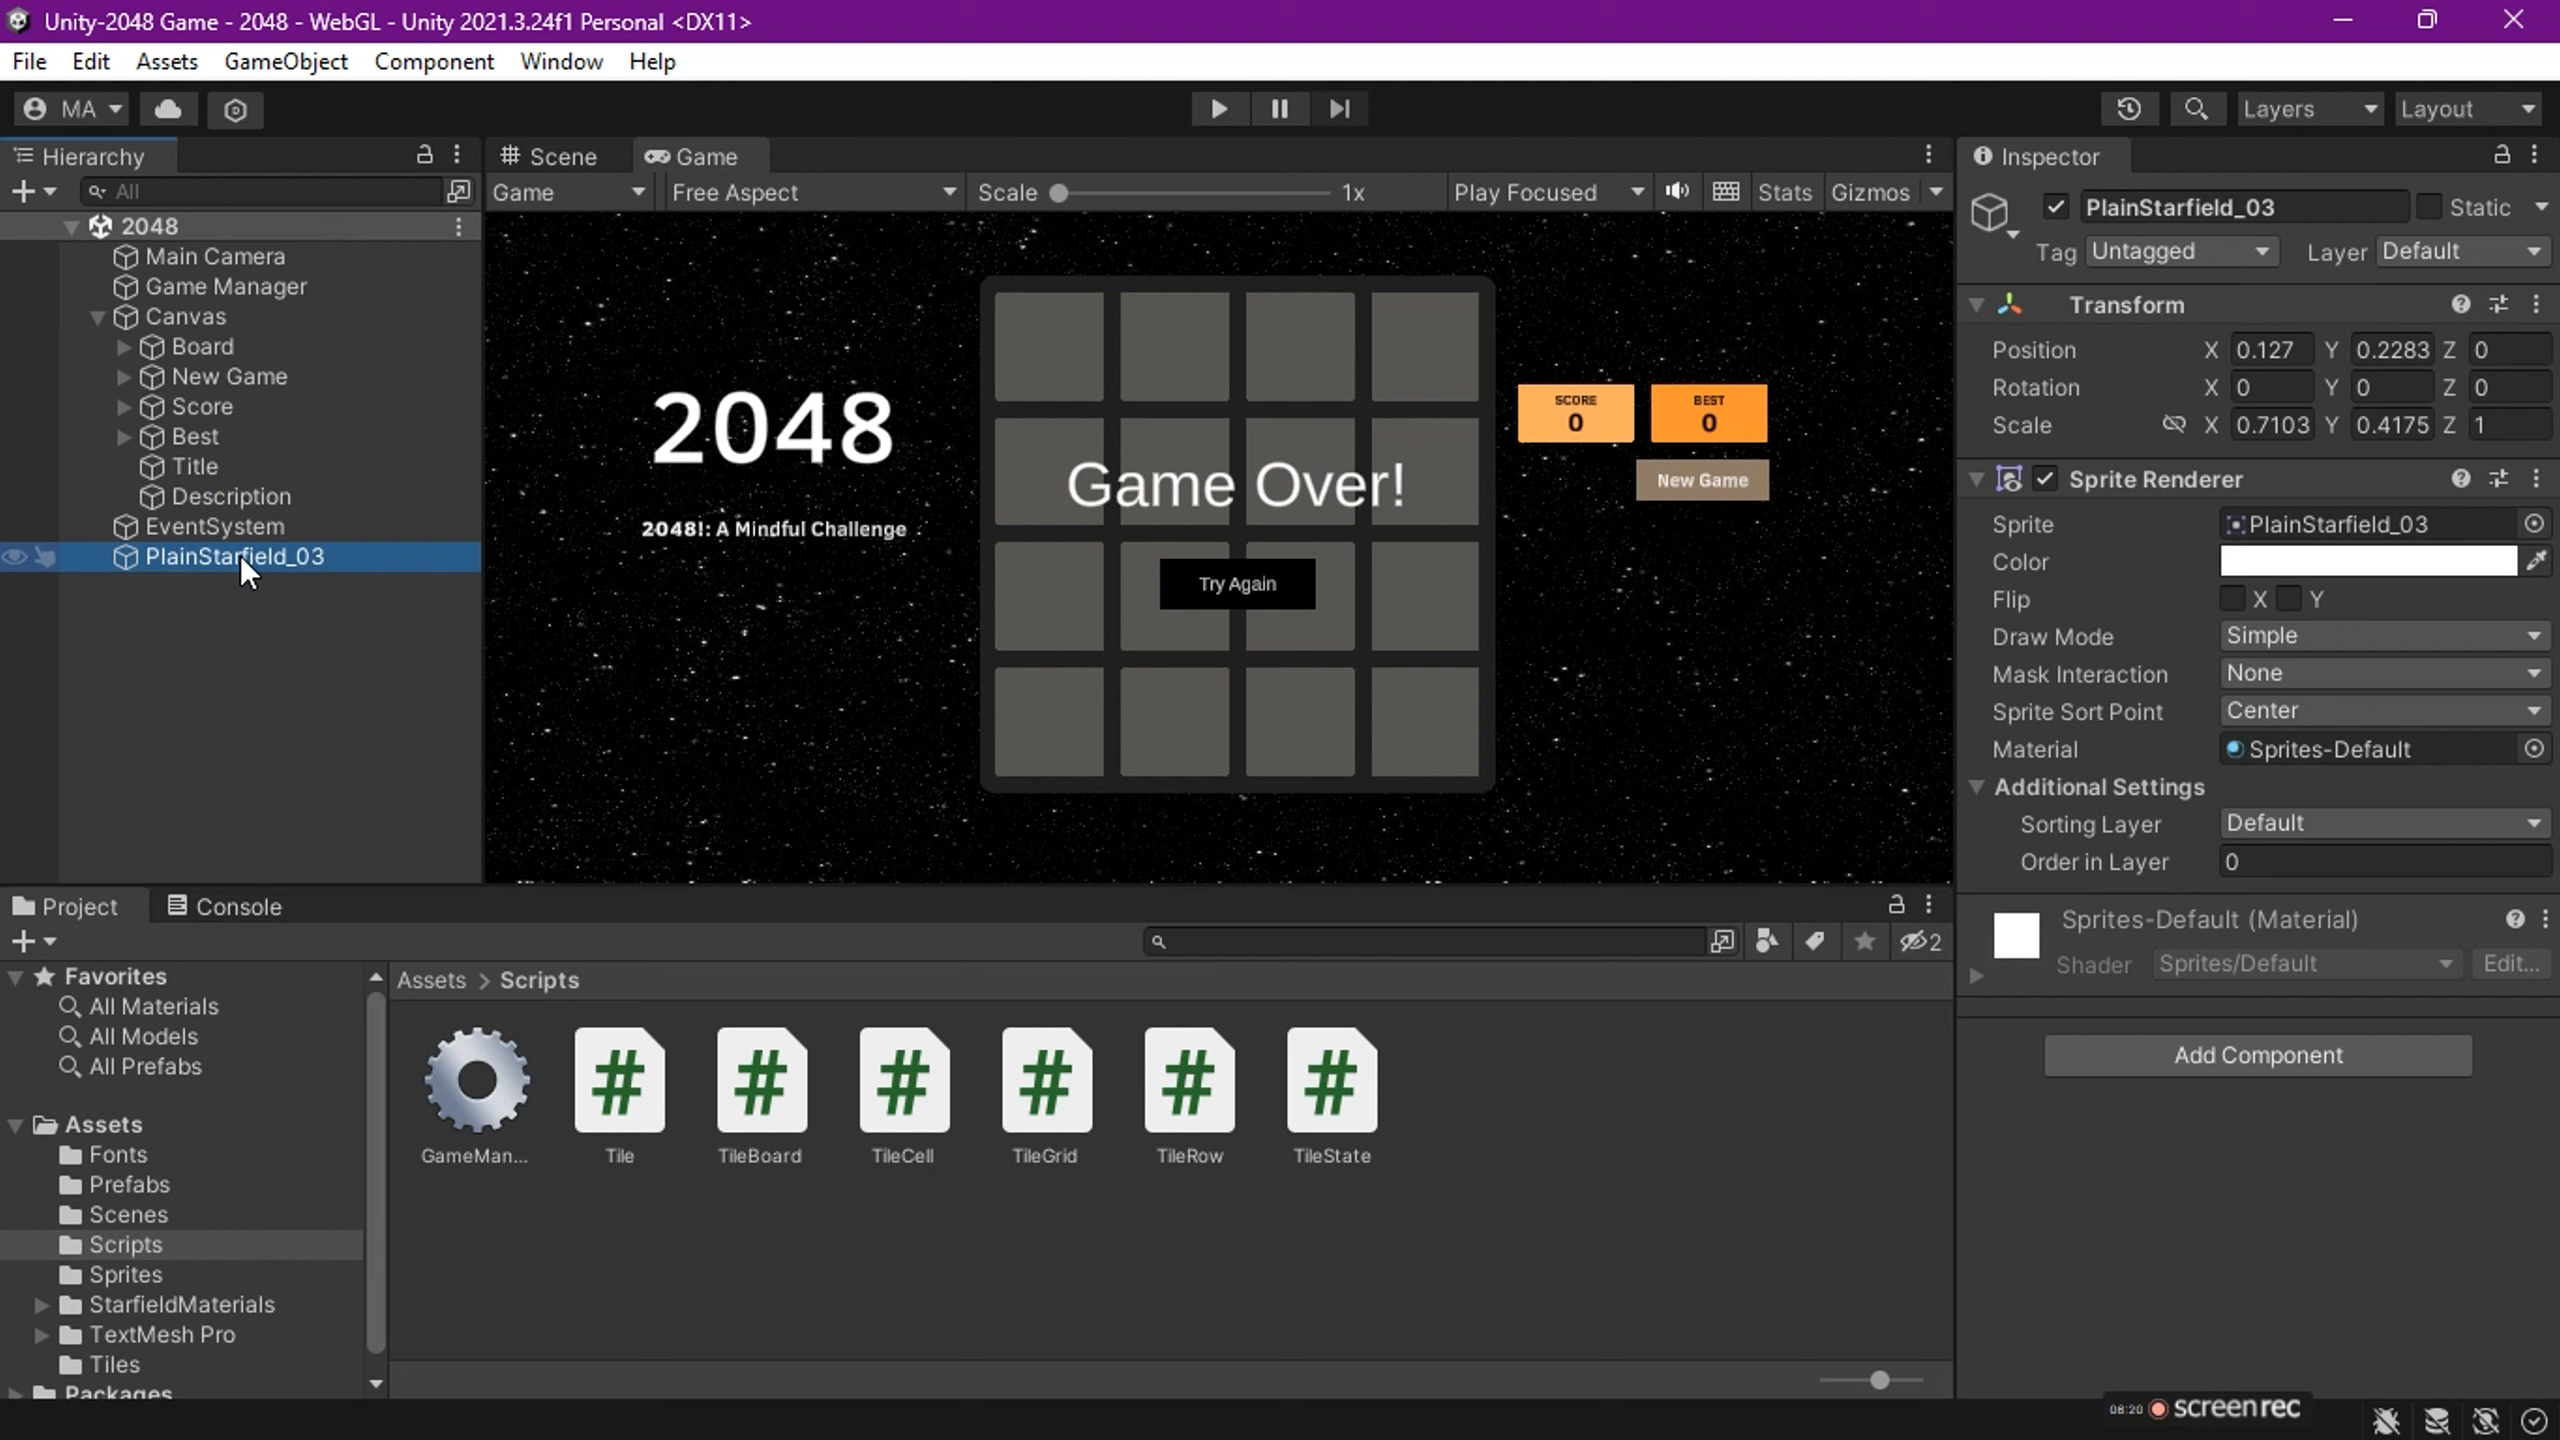 Unity-2048 Game - 2048 - WebGL - Unity 2021.3.24f1 Personal <DX11>
File Edit Assets GameObject Component Window Help
MA Layers Layout
Hierarchy
All
2048
Main Camera
Game Manager
Canvas
Board
New Game
Score
Best
Title
Description
EventSystem
PlainStarfield_03
Scene Game
Game Free Aspect Scale 1x Play Focused Stats Gizmos
2048
2048!: A Mindful Challenge
Game Over!
Try Again
SCORE
0
BEST
0
New Game
Inspector
PlainStarfield_03 Static
Tag Untagged Layer Default
Transform
Position X 0.127 Y 0.2283 Z 0
Rotation X 0 Y 0 Z 0
Scale X 0.7103 Y 0.4175 Z 1
Sprite Renderer
Sprite PlainStarfield_03
Color
Flip X Y
Draw Mode Simple
Mask Interaction None
Sprite Sort Point Center
Material Sprites-Default
Additional Settings
Sorting Layer Default
Order in Layer 0
Sprites-Default (Material)
Shader Sprites/Default Edit...
Add Component
Project Console
2
Favorites
All Materials
All Models
All Prefabs
Assets
Fonts
Prefabs
Scenes
Scripts
Sprites
StarfieldMaterials
TextMesh Pro
Tiles
Packages
Assets > Scripts
GameMan... Tile TileBoard TileCell TileGrid TileRow TileState
08:20 screenrec